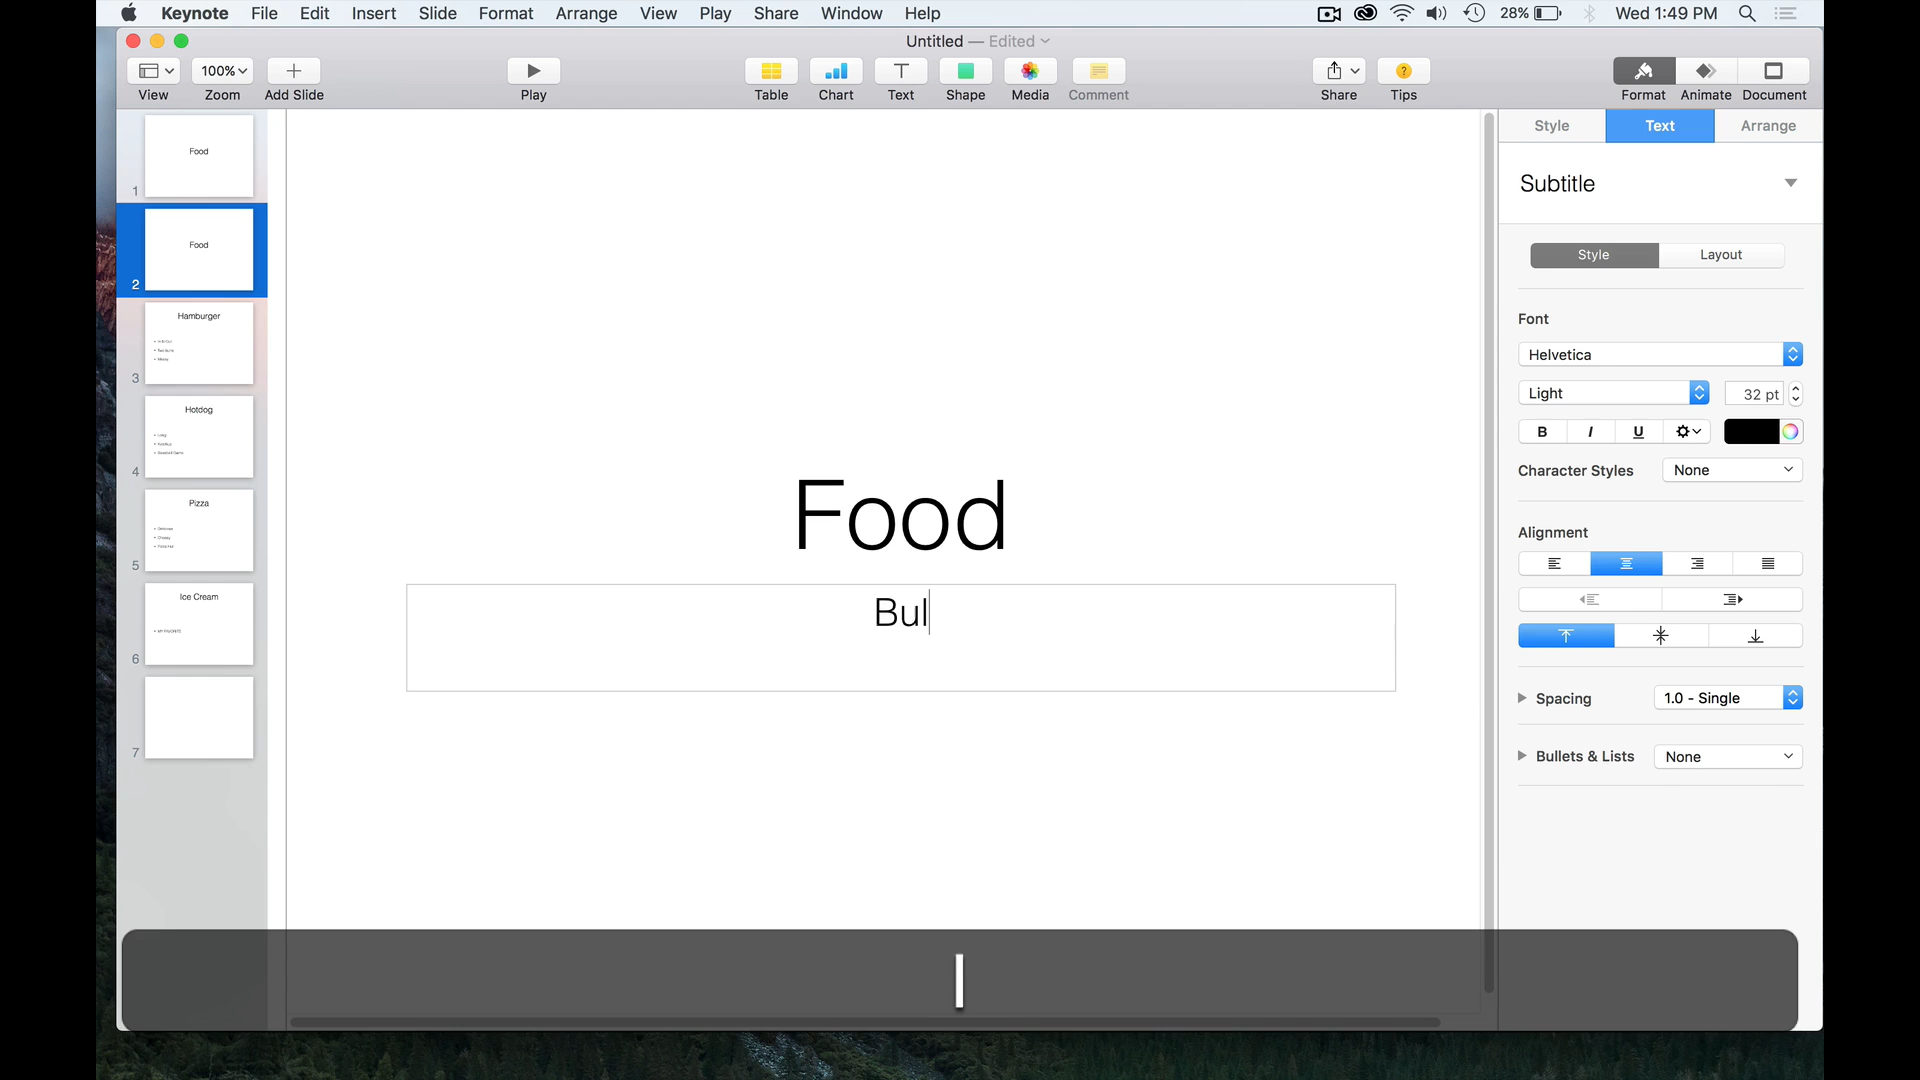 Keynote File Edit Insert Slide Format Arrange View Play Share Window Help 28% Wed 1:49 PM
Untitled — Edited
100%
View Zoom Add Slide Play Table Chart Text Shape Media Comment Share Tips Format Animate Document
Food
1
Food
2
Hamburger
3
Hotdog
4
Pizza
5
Ice Cream
• MY FAVORITE
6
7
Food
Bul
Style Text Arrange
Subtitle
Style Layout
Font
Helvetica
Light 32 pt
B I U
Character Styles None
Alignment
Spacing 1.0 - Single
Bullets & Lists None
l